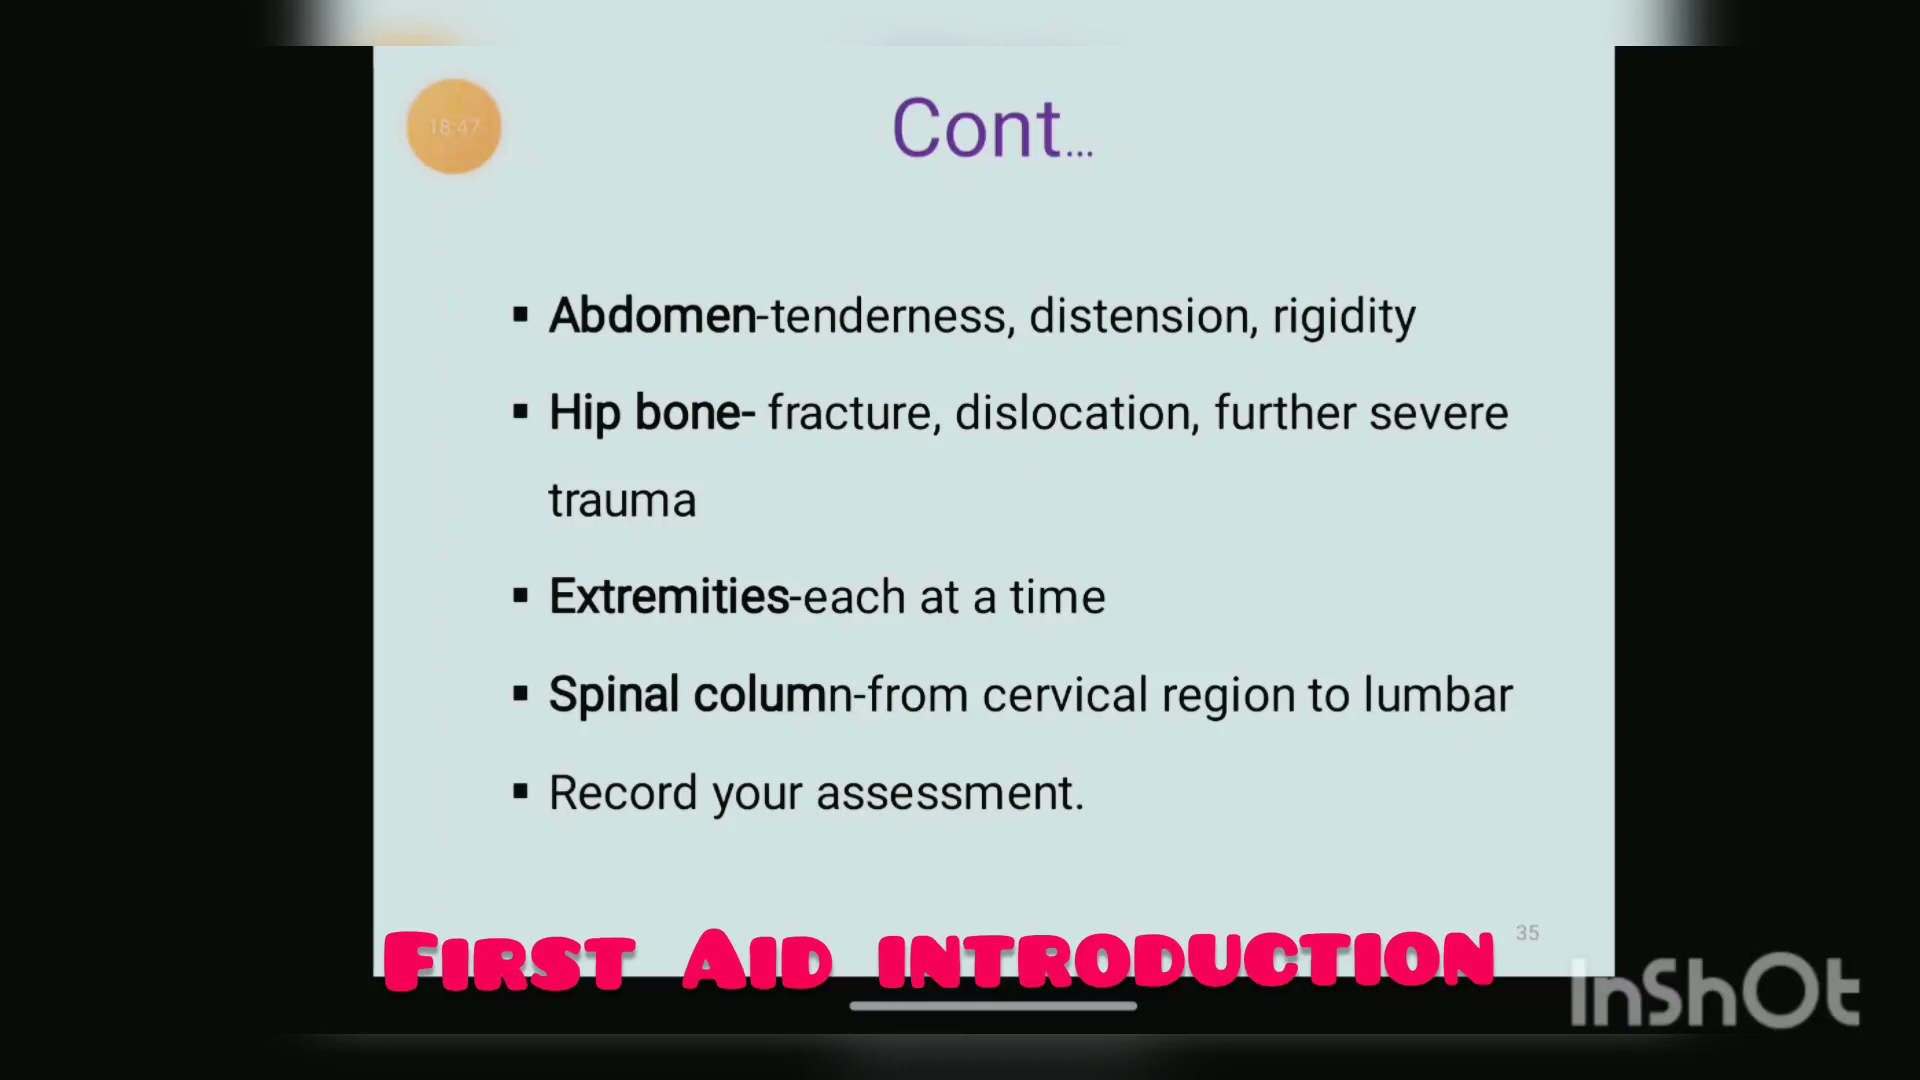 18:47
Cont...
▪ Abdomen-tenderness, distension, rigidity
▪ Hip bone- fracture, dislocation, further severe
trauma
▪ Extremities-each at a time
▪ Spinal column-from cervical region to lumbar
▪ Record your assessment.
35
First Aid introduction
InShOt